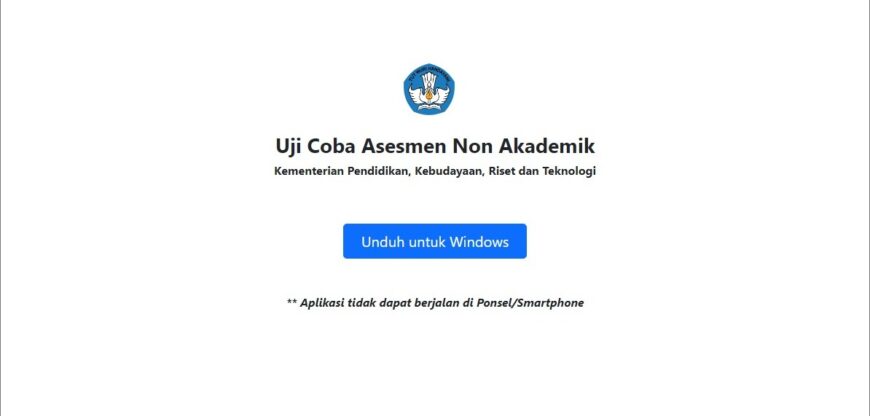 Uji Coba Asesmen Non Akademik
Kementerian Pendidikan, Kebudayaan, Riset dan Teknologi
Unduh untuk Windows
** Aplikasi tidak dapat berjalan di Ponsel/Smartphone